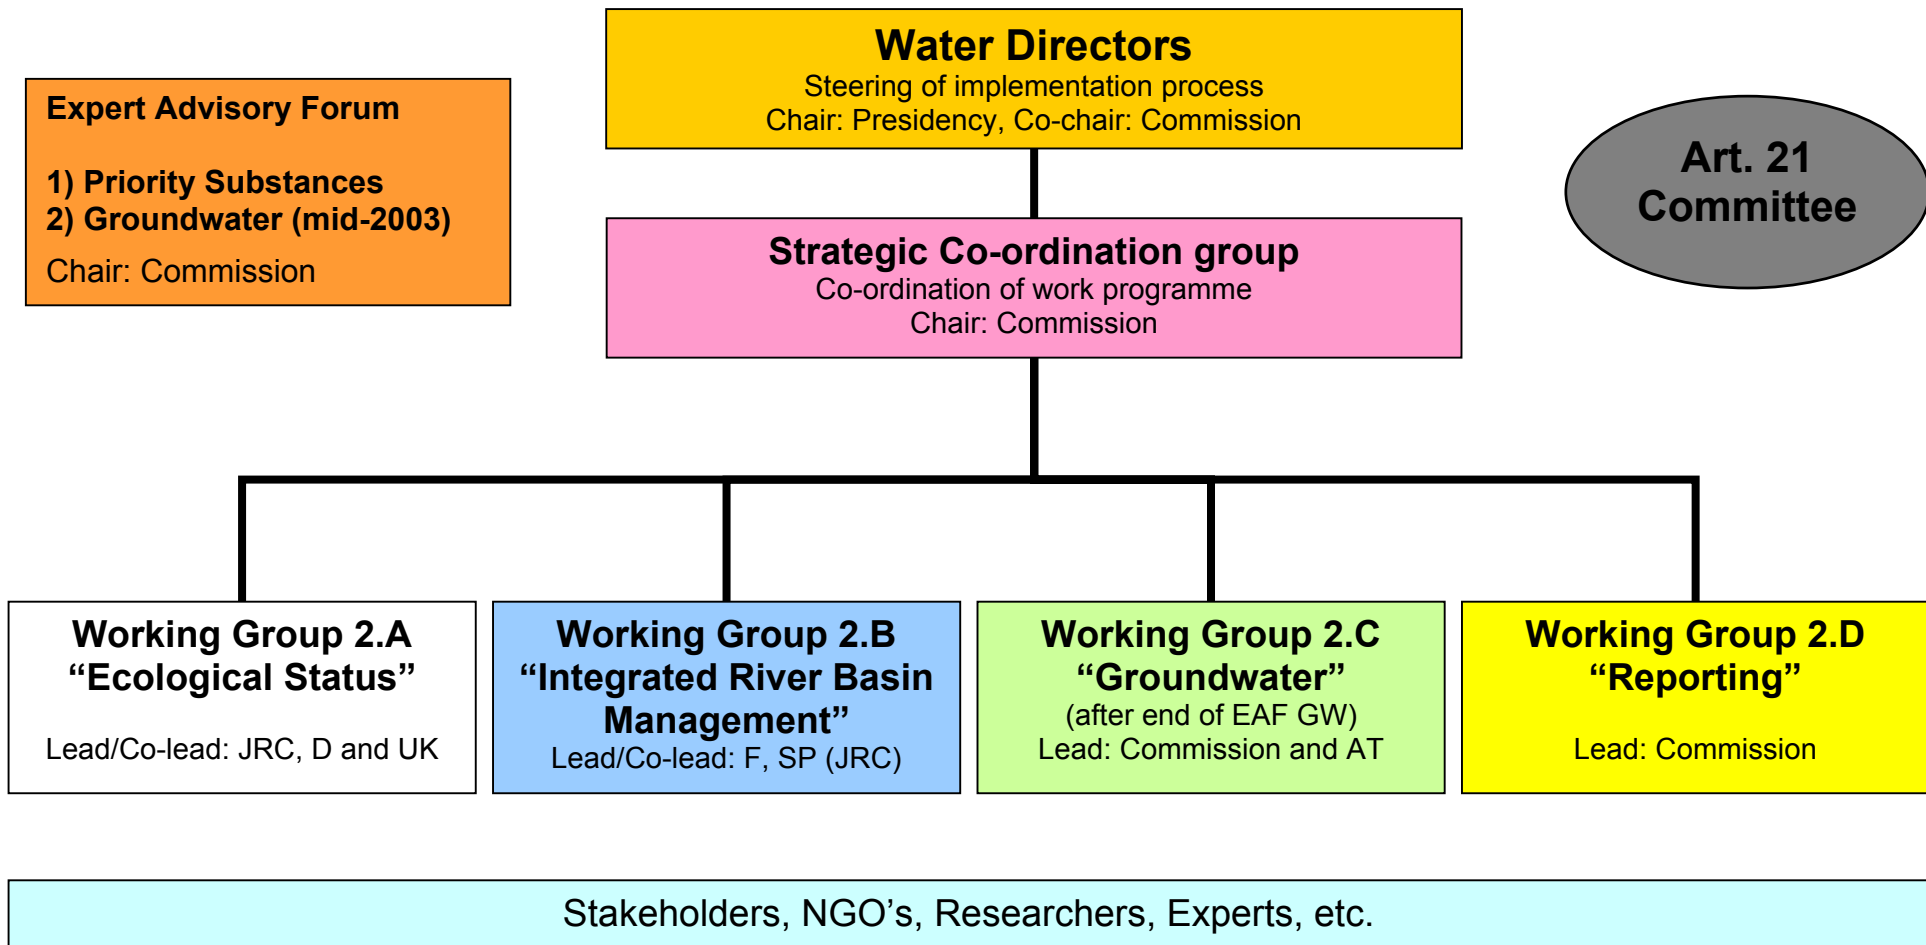 Water Directors
Steering of implementation process
Chair: Presidency, Co-chair: Commission
Expert Advisory Forum
1) Priority Substances
2) Groundwater (mid-2003)
Chair: Commission
Art. 21
Committee
Strategic Co-ordination group
Co-ordination of work programme
Chair: Commission
Working Group 2.A
“Ecological Status”
Lead/Co-lead: JRC, D and UK
Working Group 2.B
“Integrated River Basin
Management”
Lead/Co-lead: F, SP (JRC)
Working Group 2.C
“Groundwater”
(after end of EAF GW)
Lead: Commission and AT
Working Group 2.D
“Reporting”
Lead: Commission
Stakeholders, NGO’s, Researchers, Experts, etc.